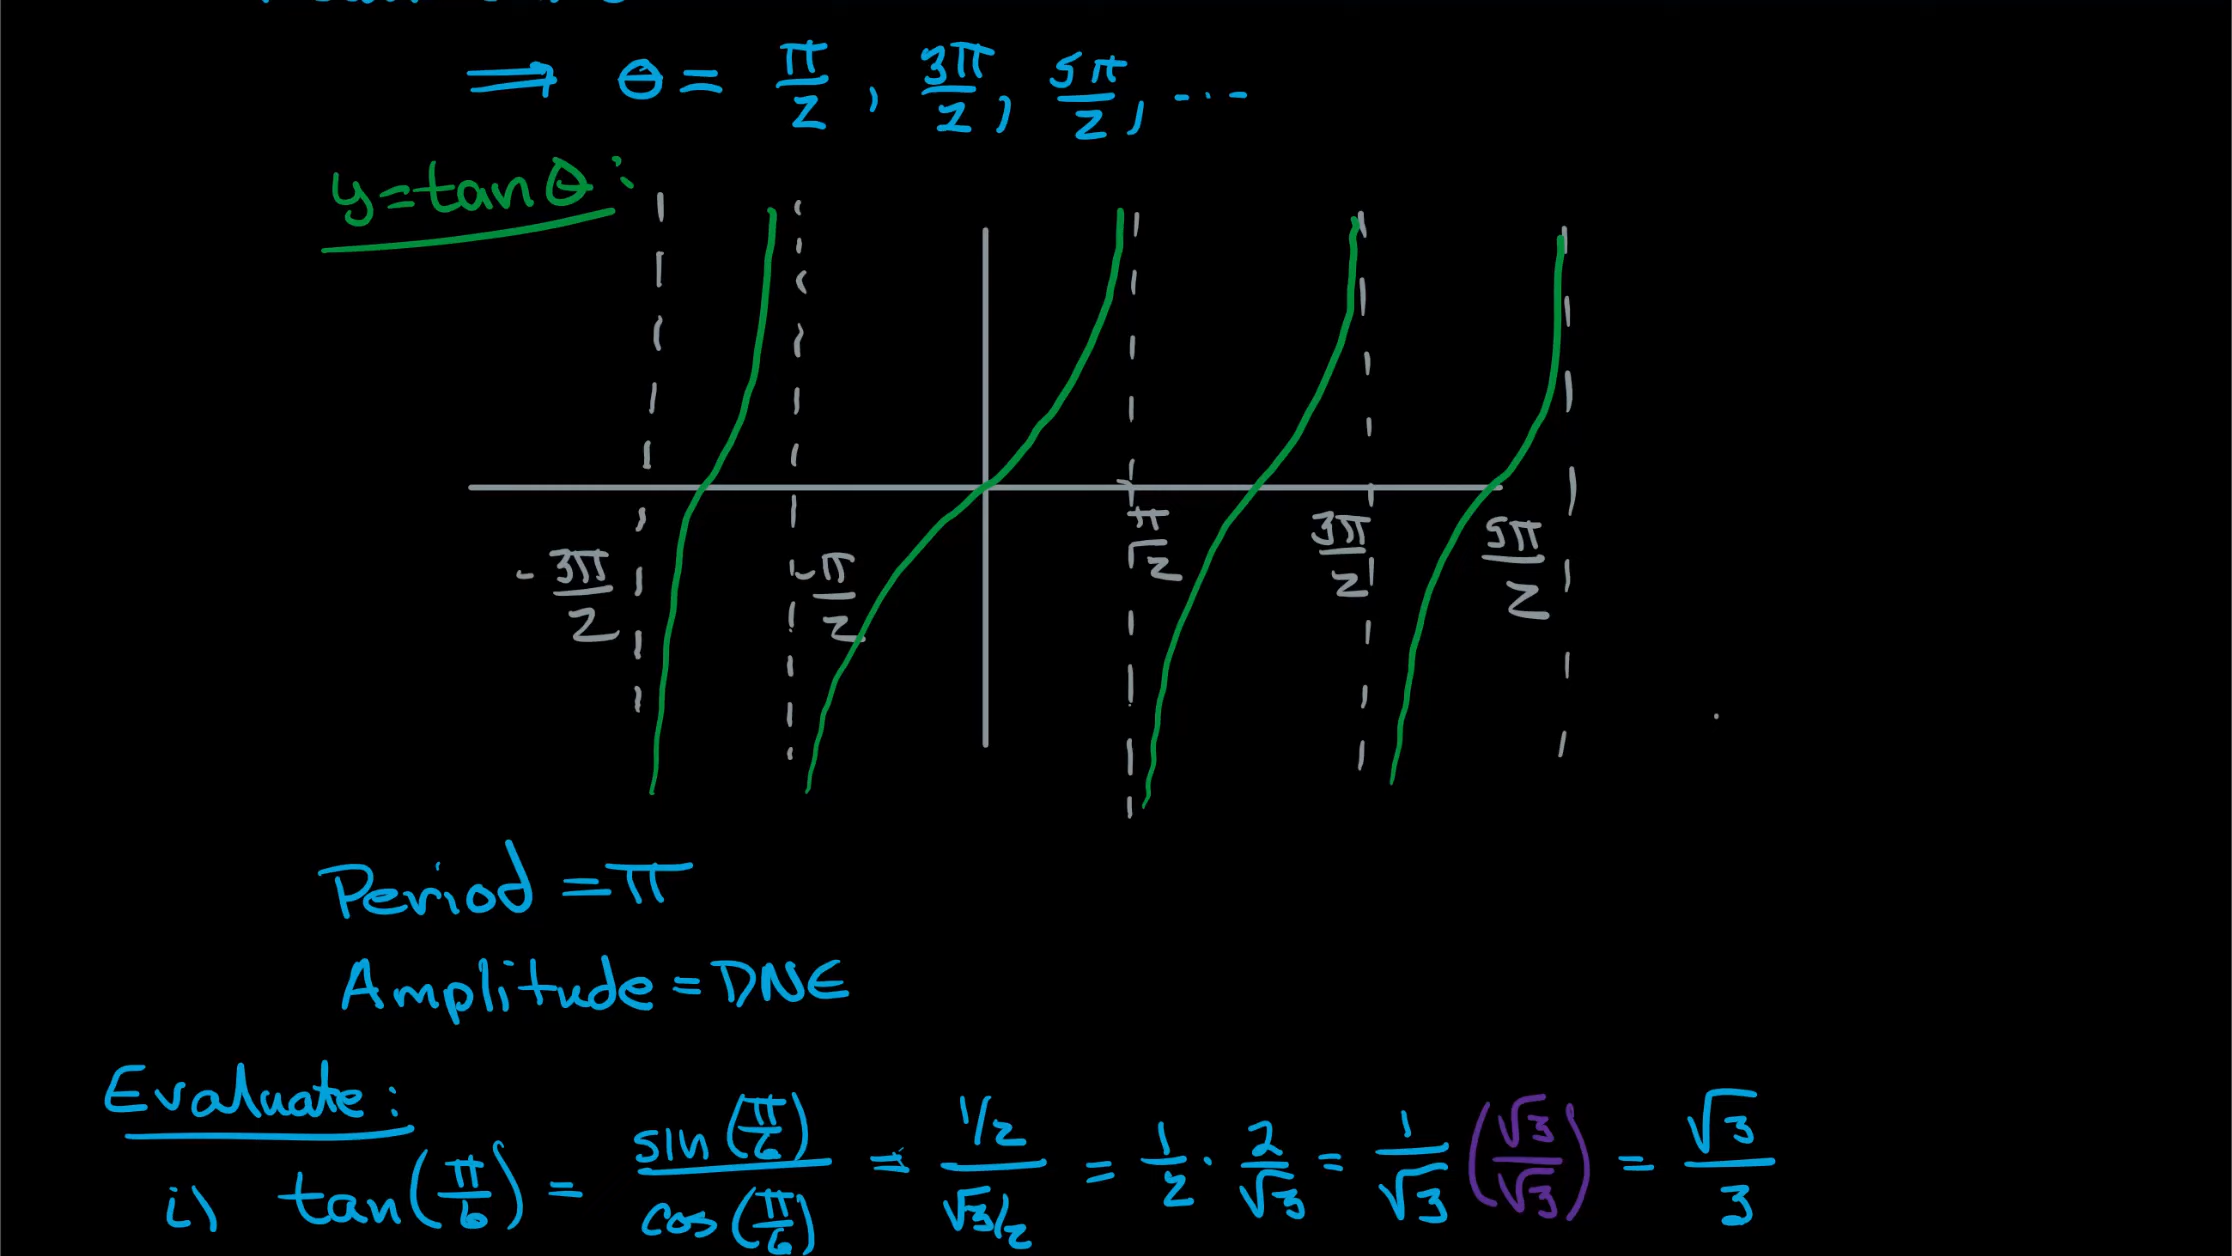 ⟹ θ = π/2, 3π/2, 5π/2, ...
y = tan θ:
-3π/2 -π/2 π/2 3π/2 5π/2
Period = π
Amplitude = DNE
Evaluate:
i) tan(π/6) = sin(π/6)/cos(π/6) = (1/2)/(√3/2) = 1/2 · 2/√3 = 1/√3 (√3/√3) = √3/3